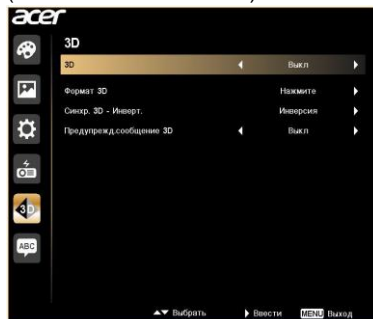 acer
3D
3D Выкл
Формат 3D Нажмите
Синхр. 3D - Инверт. Инверсия
Предупрежд.сообщение 3D Выкл
3D
ABC
Выбрать Ввести MENU Выход